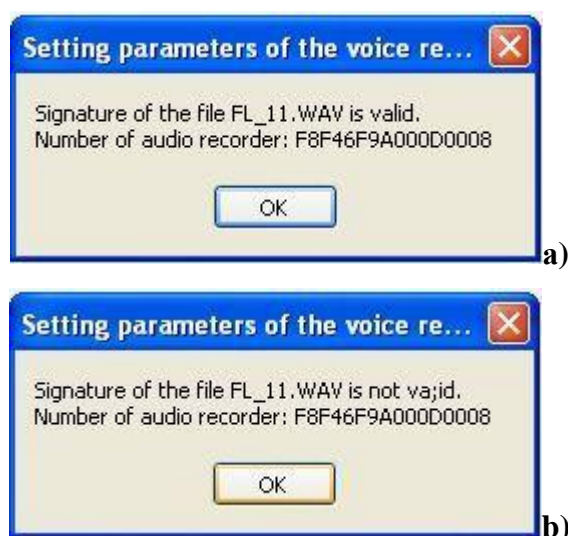 Setting parameters of the voice re...
Signature of the file FL_11.WAV is valid.
Number of audio recorder: F8F46F9A000D0008
OK
a)
Setting parameters of the voice re...
Signature of the file FL_11.WAV is not va;id.
Number of audio recorder: F8F46F9A000D0008
OK
b)